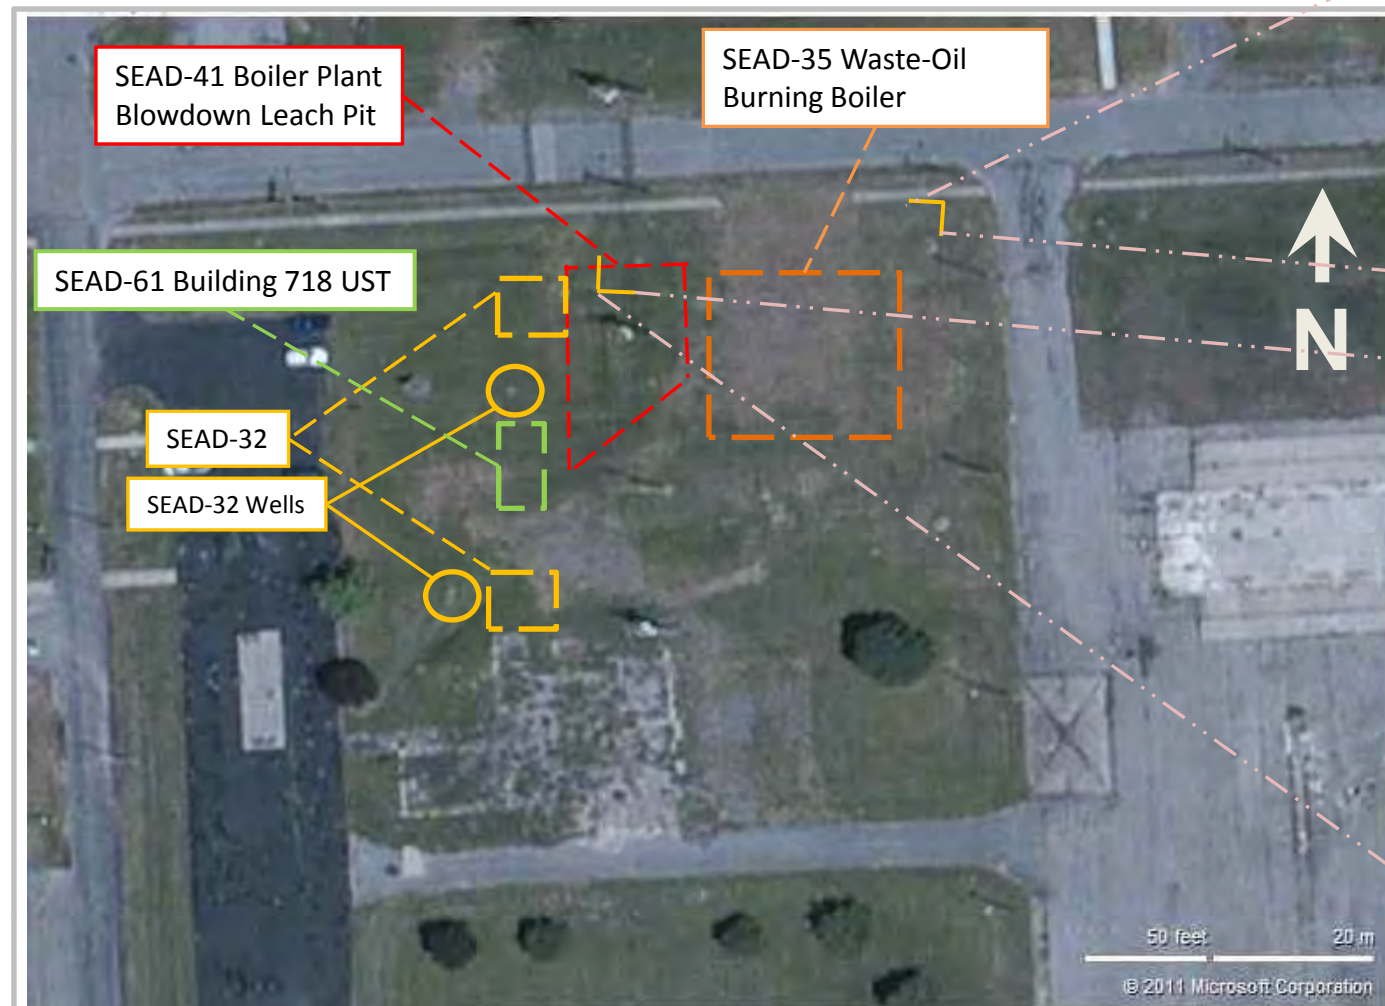 SEAD-41 Boiler Plant
Blowdown Leach Pit
SEAD-35 Waste-Oil
Burning Boiler
SEAD-61 Building 718 UST
N
SEAD-32
SEAD-32 Wells
50 feet
20 m
© 2011 Microsoft Corporation